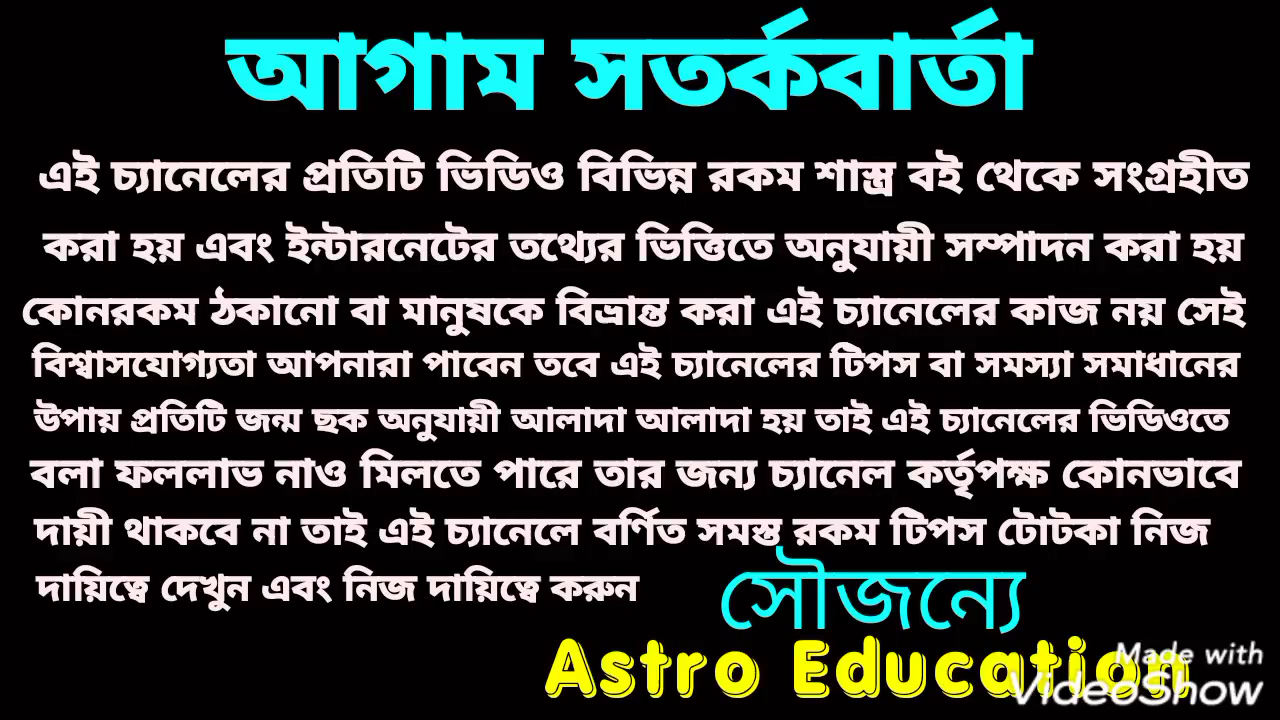 আগাম সতর্কবার্তা
এই চ্যানেলের প্রতিটি ভিডিও বিভিন্ন রকম শাস্ত্র বই থেকে সংগ্রহীত
করা হয় এবং ইন্টারনেটের তথ্যের ভিত্তিতে অনুযায়ী সম্পাদন করা হয়
কোনরকম ঠকানো বা মানুষকে বিভ্রান্ত করা এই চ্যানেলের কাজ নয় সেই
বিশ্বাসযোগ্যতা আপনারা পাবেন তবে এই চ্যানেলের টিপস বা সমস্যা সমাধানের
উপায় প্রতিটি জন্ম ছক অনুযায়ী আলাদা আলাদা হয় তাই এই চ্যানেলের ভিডিওতে
বলা ফললাভ নাও মিলতে পারে তার জন্য চ্যানেল কর্তৃপক্ষ কোনভাবে
দায়ী থাকবে না তাই এই চ্যানেলে বর্ণিত সমস্ত রকম টিপস টোটকা নিজ
দায়িত্বে দেখুন এবং নিজ দায়িত্বে করুন
সৌজন্যে
Astro Education
Made with
VideoShow